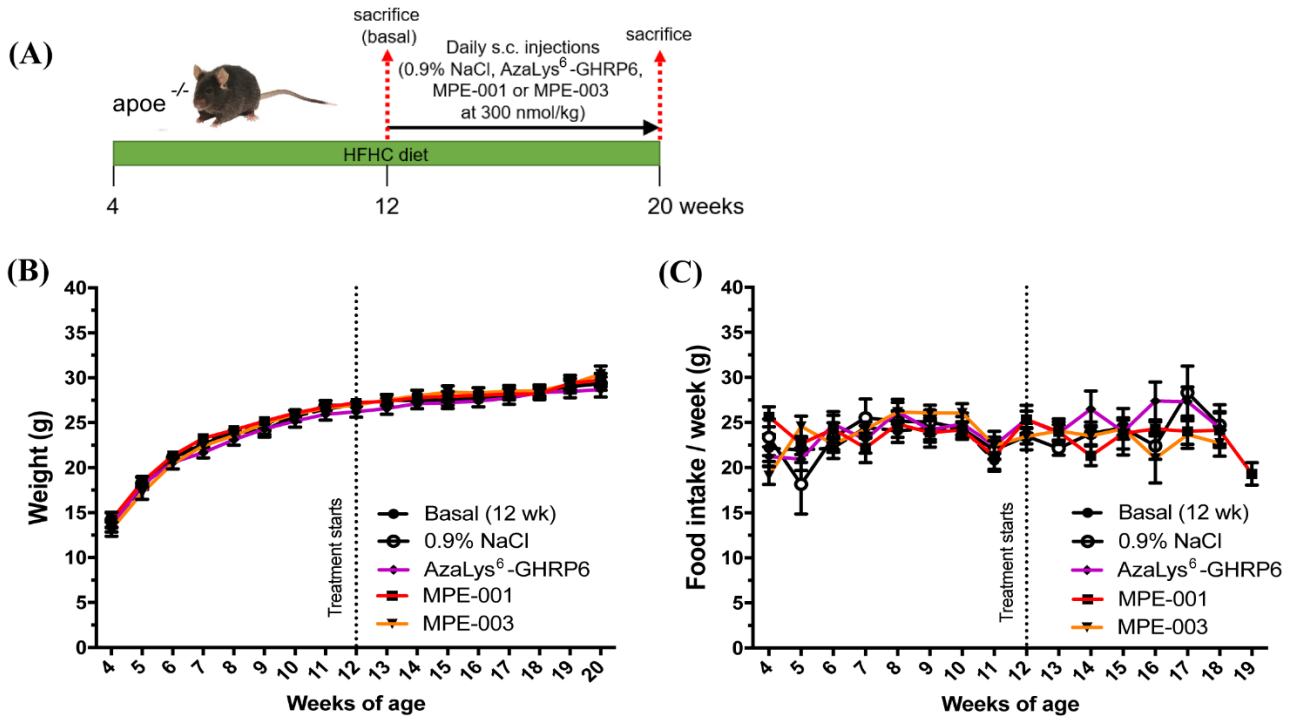 (A)
sacrifice
(basal)
Daily s.c. injections
(0.9% NaCl, AzaLys⁶-GHRP6,
MPE-001 or MPE-003
at 300 nmol/kg)
sacrifice
apoe -/-
HFHC diet
4
12
20 weeks
(B)
40
35
30
25
20
15
10
5
0
Weight (g)
Treatment starts
Basal (12 wk)
0.9% NaCl
AzaLys⁶-GHRP6
MPE-001
MPE-003
4 5 6 7 8 9 10 11 12 13 14 15 16 17 18 19 20
Weeks of age
(C)
40
35
30
25
20
15
10
5
0
Food intake / week (g)
Treatment starts
Basal (12 wk)
0.9% NaCl
AzaLys⁶-GHRP6
MPE-001
MPE-003
4 5 6 7 8 9 10 11 12 13 14 15 16 17 18 19
Weeks of age